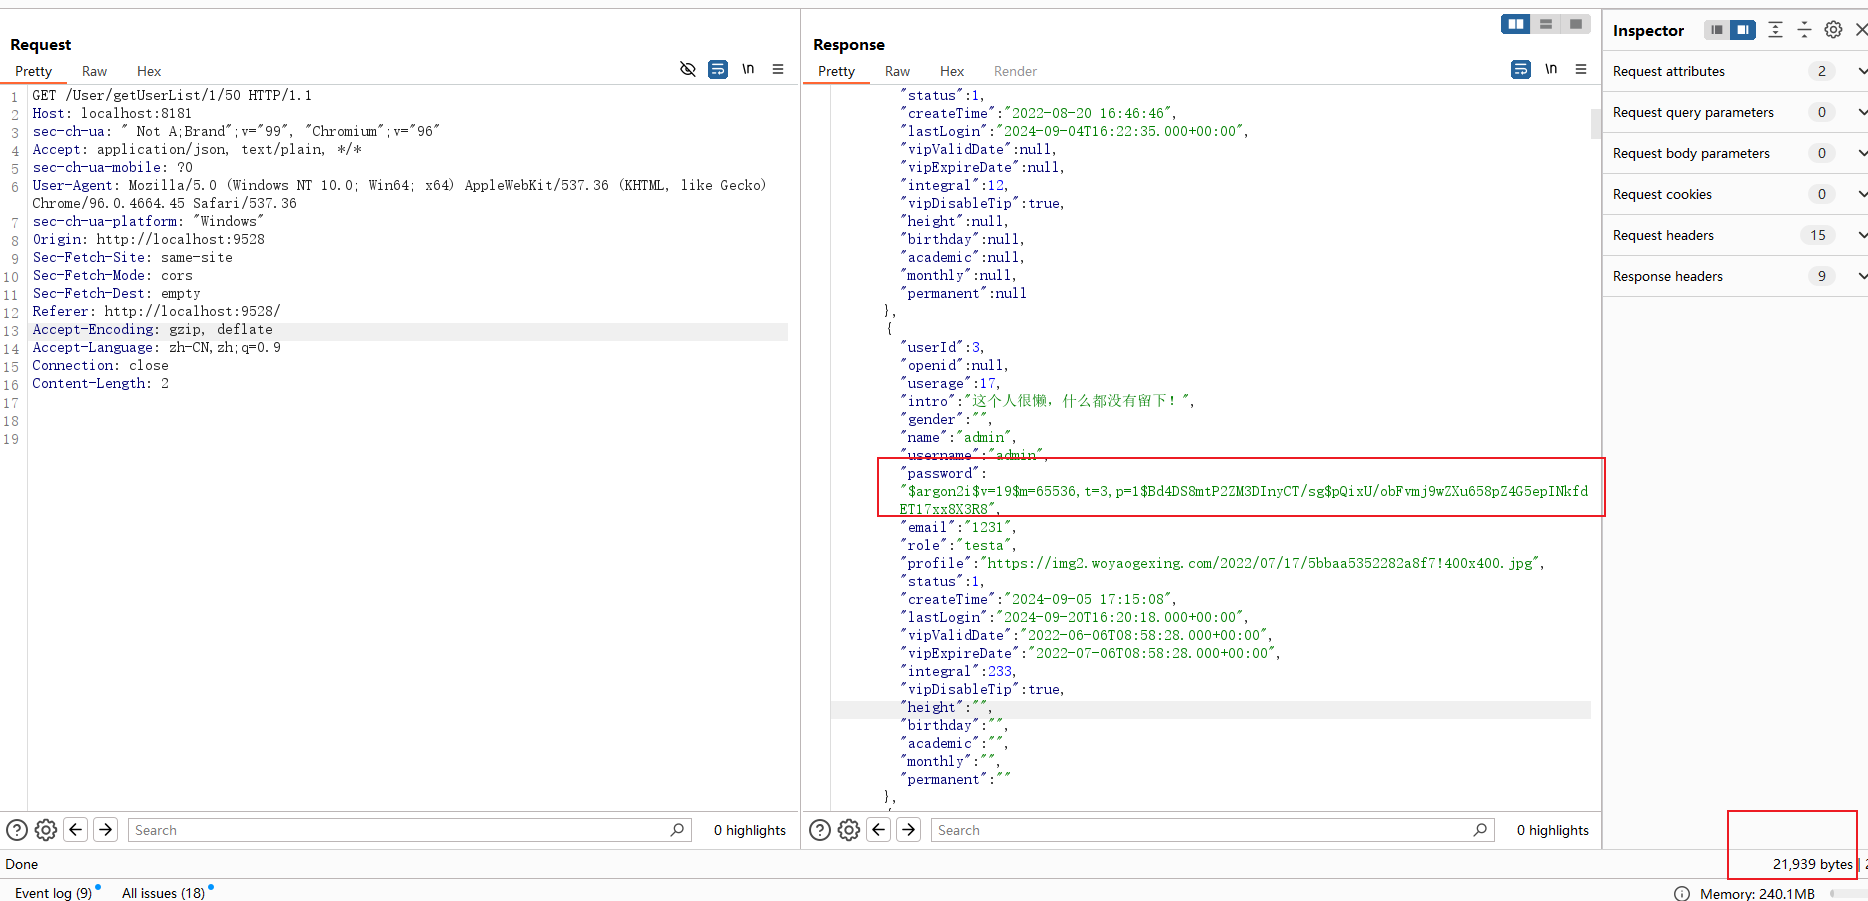 Request
Pretty Raw Hex
\n
1 GET /User/getUserList/1/50 HTTP/1.1
2 Host: localhost:8181
3 sec-ch-ua: " Not A;Brand";v="99", "Chromium";v="96"
4 Accept: application/json, text/plain, */*
5 sec-ch-ua-mobile: ?0
6 User-Agent: Mozilla/5.0 (Windows NT 10.0; Win64; x64) AppleWebKit/537.36 (KHTML, like Gecko)
Chrome/96.0.4664.45 Safari/537.36
7 sec-ch-ua-platform: "Windows"
8 Origin: http://localhost:9528
9 Sec-Fetch-Site: same-site
10 Sec-Fetch-Mode: cors
11 Sec-Fetch-Dest: empty
12 Referer: http://localhost:9528/
13 Accept-Encoding: gzip, deflate
14 Accept-Language: zh-CN,zh;q=0.9
15 Connection: close
16 Content-Length: 2
17
18
19
Search
0 highlights
Response
Pretty Raw Hex Render
\n
"status":1,
"createTime":"2022-08-20 16:46:46",
"lastLogin":"2024-09-04T16:22:35.000+00:00",
"vipValidDate":null,
"vipExpireDate":null,
"integral":12,
"vipDisableTip":true,
"height":null,
"birthday":null,
"academic":null,
"monthly":null,
"permanent":null
},
{
"userId":3,
"openid":null,
"userage":17,
"intro":"这个人很懒，什么都没有留下！",
"gender":"",
"name":"admin",
"username":"admin",
"password":
"$argon2i$v=19$m=65536,t=3,p=1$Bd4DS8mtP2ZM3DInyCT/sg$pQixU/obFvmj9wZXu658pZ4G5epINkfd
ET17xx8X3R8",
"email":"1231",
"role":"testa",
"profile":"https://img2.woyaogexing.com/2022/07/17/5bbaa5352282a8f7!400x400.jpg",
"status":1,
"createTime":"2024-09-05 17:15:08",
"lastLogin":"2024-09-20T16:20:18.000+00:00",
"vipValidDate":"2022-06-06T08:58:28.000+00:00",
"vipExpireDate":"2022-07-06T08:58:28.000+00:00",
"integral":233,
"vipDisableTip":true,
"height":"",
"birthday":"",
"academic":"",
"monthly":"",
"permanent":""
},
Search
0 highlights
Inspector
Request attributes 2
Request query parameters 0
Request body parameters 0
Request cookies 0
Request headers 15
Response headers 9
Done
21,939 bytes
Event log (9) All issues (18)
Memory: 240.1MB